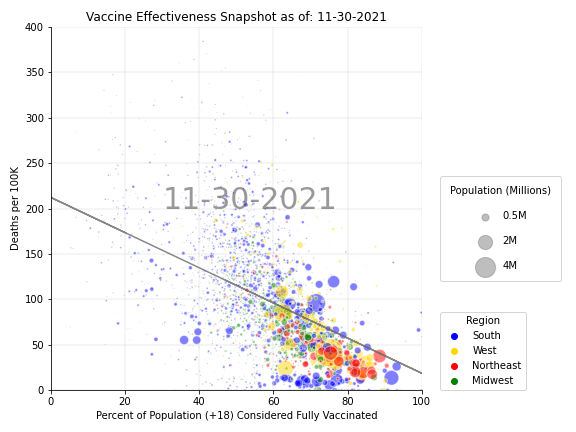 Vaccine Effectiveness Snapshot as of: 11-30-2021
400
350
300
250
200
150
100
50
0
Deaths per 100K
11-30-2021
0 20 40 60 80 100
Percent of Population (+18) Considered Fully Vaccinated
Population (Millions)
0.5M
2M
4M
Region
South
West
Northeast
Midwest